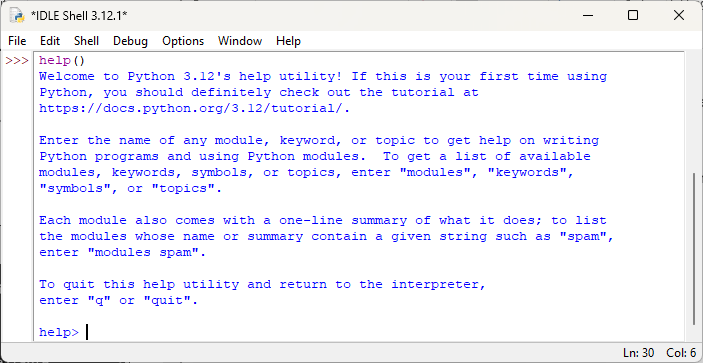 *IDLE Shell 3.12.1*
File Edit Shell Debug Options Window Help
>>> help()
Welcome to Python 3.12's help utility! If this is your first time using
Python, you should definitely check out the tutorial at
https://docs.python.org/3.12/tutorial/.

Enter the name of any module, keyword, or topic to get help on writing
Python programs and using Python modules.  To get a list of available
modules, keywords, symbols, or topics, enter "modules", "keywords",
"symbols", or "topics".

Each module also comes with a one-line summary of what it does; to list
the modules whose name or summary contain a given string such as "spam",
enter "modules spam".

To quit this help utility and return to the interpreter,
enter "q" or "quit".

help>
Ln: 30 Col: 6